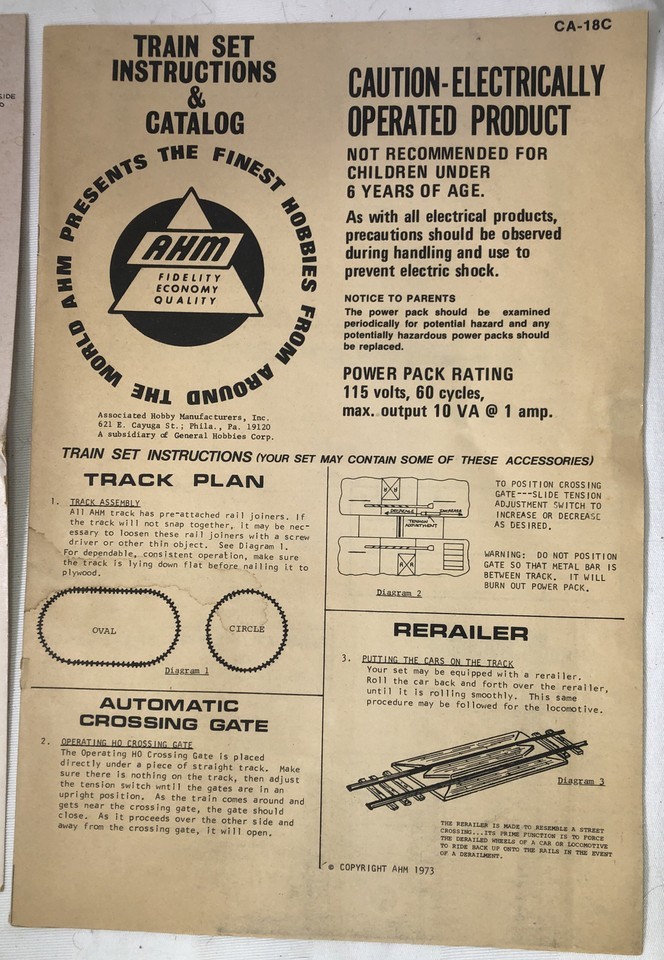 CA-18C
TRAIN SET
INSTRUCTIONS
&
CATALOG
WORLD AHM PRESENTS THE FINEST HOBBIES FROM AROUND THE
AHM
FIDELITY
ECONOMY
QUALITY
Associated Hobby Manufacturers, Inc.
621 E. Cayuga St.; Phila., Pa. 19120
A subsidiary of General Hobbies Corp.
CAUTION-ELECTRICALLY
OPERATED PRODUCT
NOT RECOMMENDED FOR
CHILDREN UNDER
6 YEARS OF AGE.
As with all electrical products,
precautions should be observed
during handling and use to
prevent electric shock.
NOTICE TO PARENTS
The power pack should be examined
periodically for potential hazard and any
potentially hazardous power packs should
be replaced.
POWER PACK RATING
115 volts, 60 cycles,
max. output 10 VA @ 1 amp.
TRAIN SET INSTRUCTIONS (YOUR SET MAY CONTAIN SOME OF THESE ACCESSORIES)
TRACK PLAN
1. TRACK ASSEMBLY
All AHM track has pre-attached rail joiners. If
the track will not snap together, it may be nec-
essary to loosen these rail joiners with a screw
driver or other thin object. See Diagram 1.
For dependable, consistent operation, make sure
the track is lying down flat before nailing it to
plywood.
OVAL
CIRCLE
Diagram 1
AUTOMATIC
CROSSING GATE
2. OPERATING HO CROSSING GATE
The Operating HO Crossing Gate is placed
directly under a piece of straight track. Make
sure there is nothing on the track, then adjust
the tension switch wntil the gates are in an
upright position. As the train comes around and
gets near the crossing gate, the gate should
close. As it proceeds over the other side and
away from the crossing gate, it will open.
R R
DECREASE INCREASE
TENSION
ADJUSTMENT
R R
Diagram 2
TO POSITION CROSSING
GATE---SLIDE TENSION
ADJUSTMENT SWITCH TO
INCREASE OR DECREASE
AS DESIRED.
WARNING: DO NOT POSITION
GATE SO THAT METAL BAR IS
BETWEEN TRACK. IT WILL
BURN OUT POWER PACK.
RERAILER
3. PUTTING THE CARS ON THE TRACK
Your set may be equipped with a rerailer.
Roll the car back and forth over the rerailer,
until it is rolling smoothly. This same
procedure may be followed for the locomotive.
Diagram 3
THE RERAILER IS MADE TO RESEMBLE A STREET
CROSSING...ITS PRIME FUNCTION IS TO FORCE
THE DERAILED WHEELS OF A CAR OR LOCOMOTIVE
TO RIDE BACK UP ONTO THE RAILS IN THE EVENT
OF A DERAILMENT.
© COPYRIGHT AHM 1973